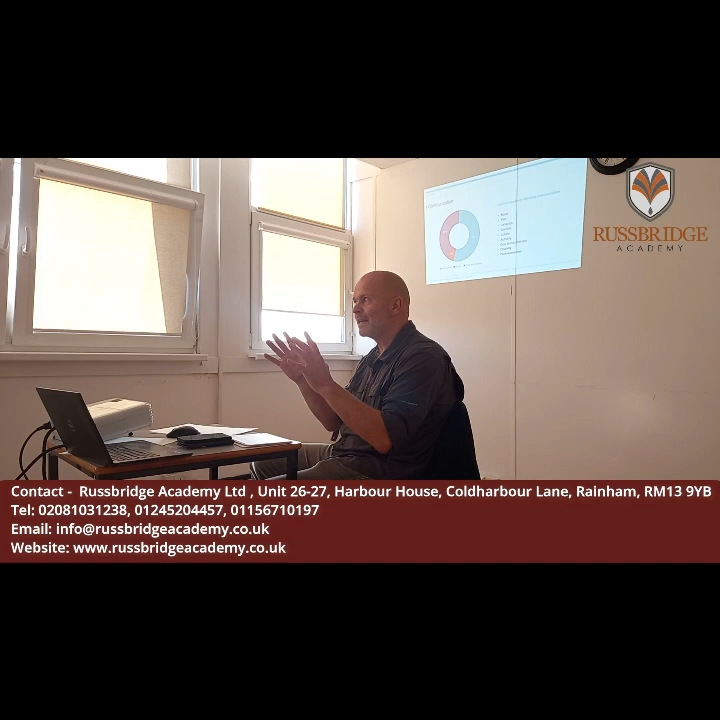 Communication
RUSSBRIDGE
ACADEMY
Contact - Russbridge Academy Ltd , Unit 26-27, Harbour House, Coldharbour Lane, Rainham, RM13 9YB
Tel: 02081031238, 01245204457, 01156710197
Email: info@russbridgeacademy.co.uk
Website: www.russbridgeacademy.co.uk